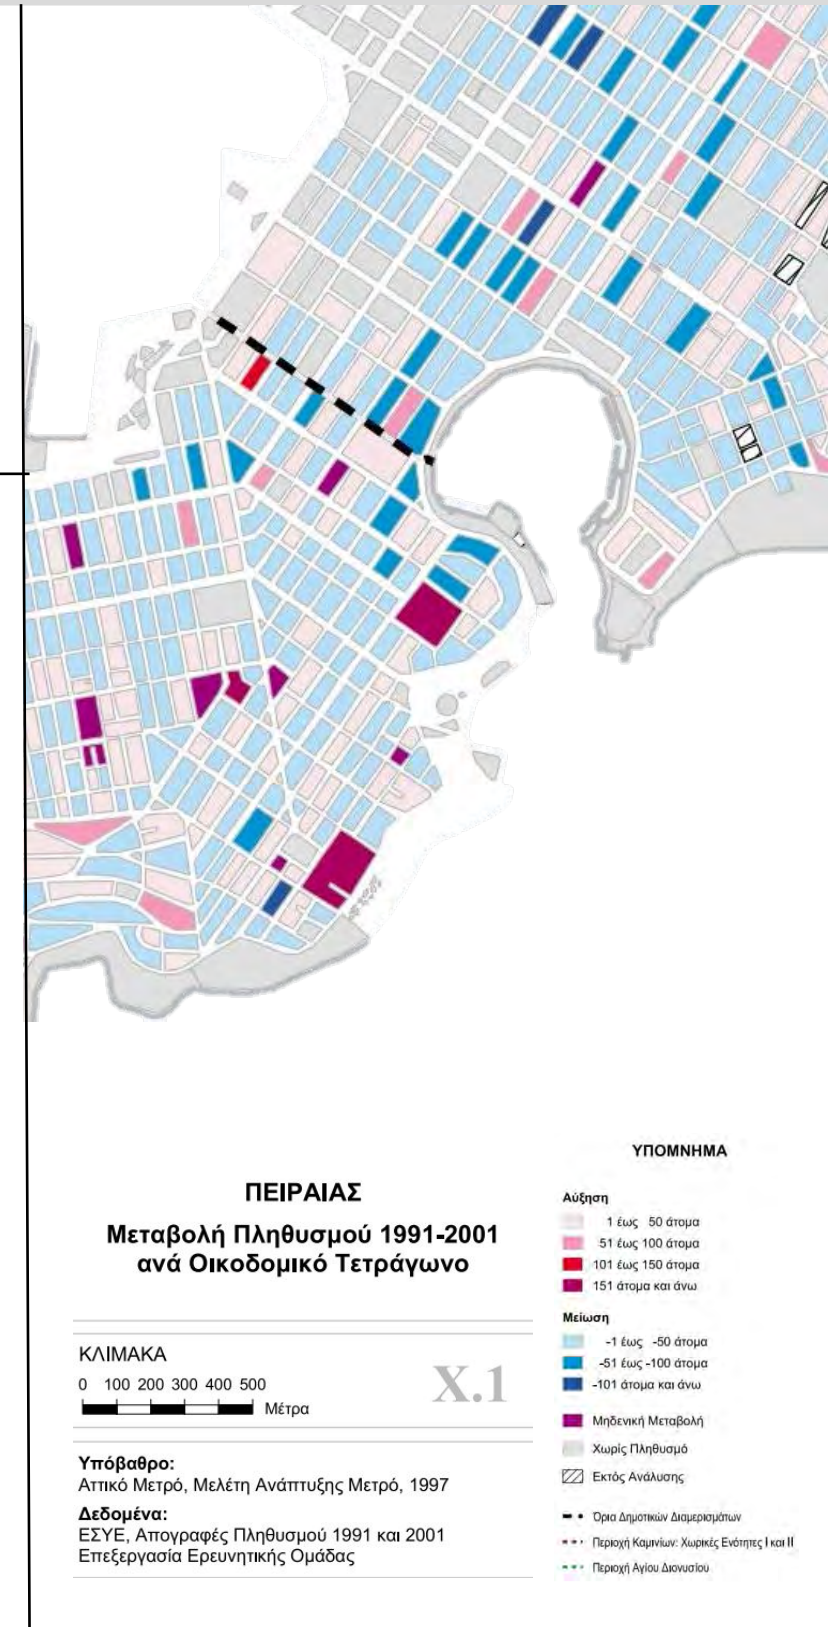 ΠΕΙΡΑΙΑΣ
Μεταβολή Πληθυσμού 1991-2001
ανά Οικοδομικό Τετράγωνο
ΚΛΙΜΑΚΑ
0 100 200 300 400 500
Μέτρα
X.1
Υπόβαθρο:
Αττικό Μετρό, Μελέτη Ανάπτυξης Μετρό, 1997
Δεδομένα:
ΕΣΥΕ, Απογραφές Πληθυσμού 1991 και 2001
Επεξεργασία Ερευνητικής Ομάδας
ΥΠΟΜΝΗΜΑ
Αύξηση
1 έως 50 άτομα
51 έως 100 άτομα
101 έως 150 άτομα
151 άτομα και άνω
Μείωση
-1 έως -50 άτομα
-51 έως -100 άτομα
-101 άτομα και άνω
Μηδενική Μεταβολή
Χωρίς Πληθυσμό
Εκτός Ανάλυσης
Όρια Δημοτικών Διαμερισμάτων
Περιοχή Καμινίων: Χωρικές Ενότητες Ι και ΙΙ
Περιοχή Αγίου Διονυσίου